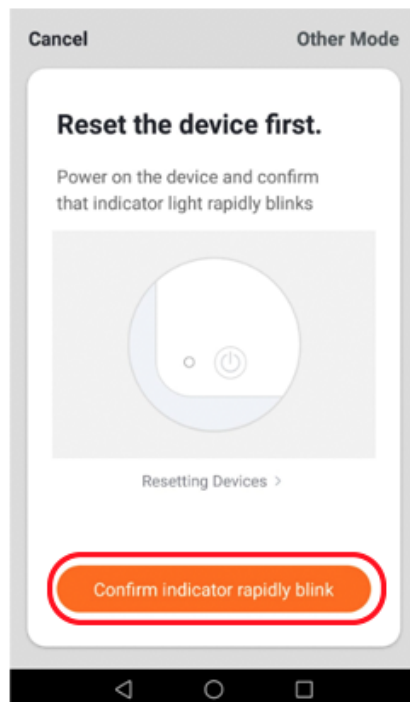 Cancel Other Mode
Reset the device first.
Power on the device and confirm
that indicator light rapidly blinks
Resetting Devices >
Confirm indicator rapidly blink